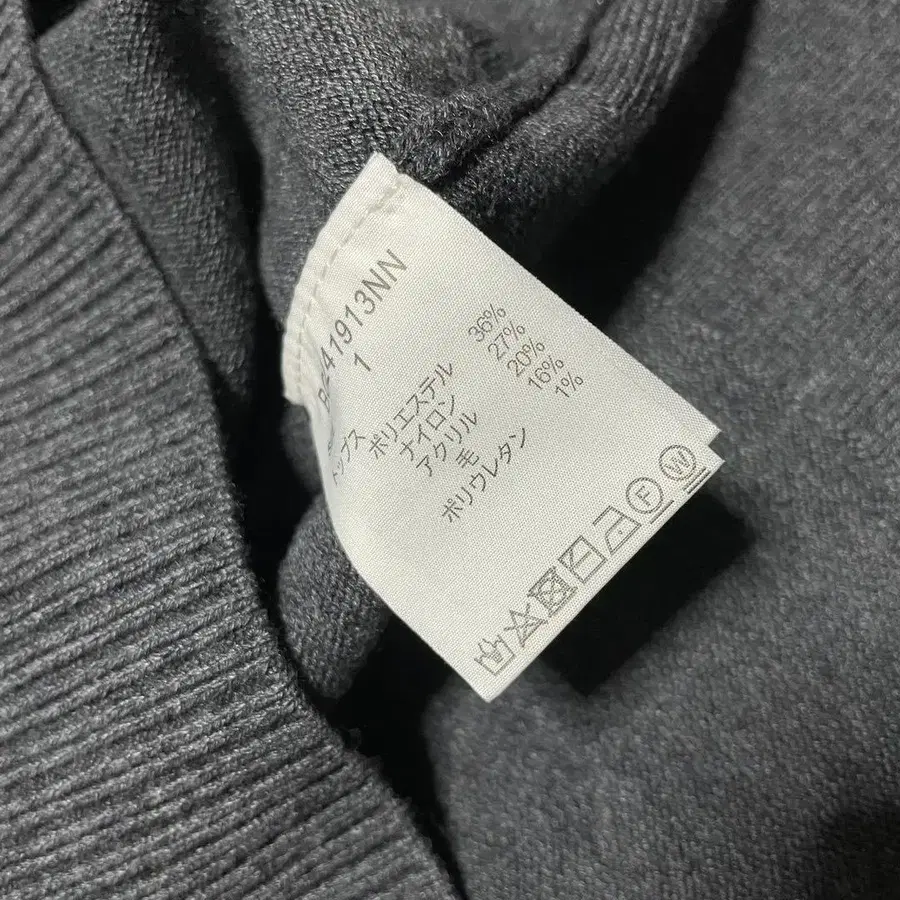 241913NN
1
トップス
ポリエステル 36%
ナイロン 27%
アクリル 20%
毛 16%
ポリウレタン 1%
F W